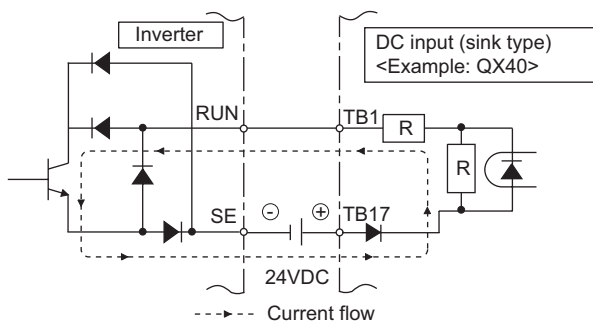 Inverter
DC input (sink type)
<Example: QX40>
RUN
TB1
R
R
SE
TB17
24VDC
Current flow